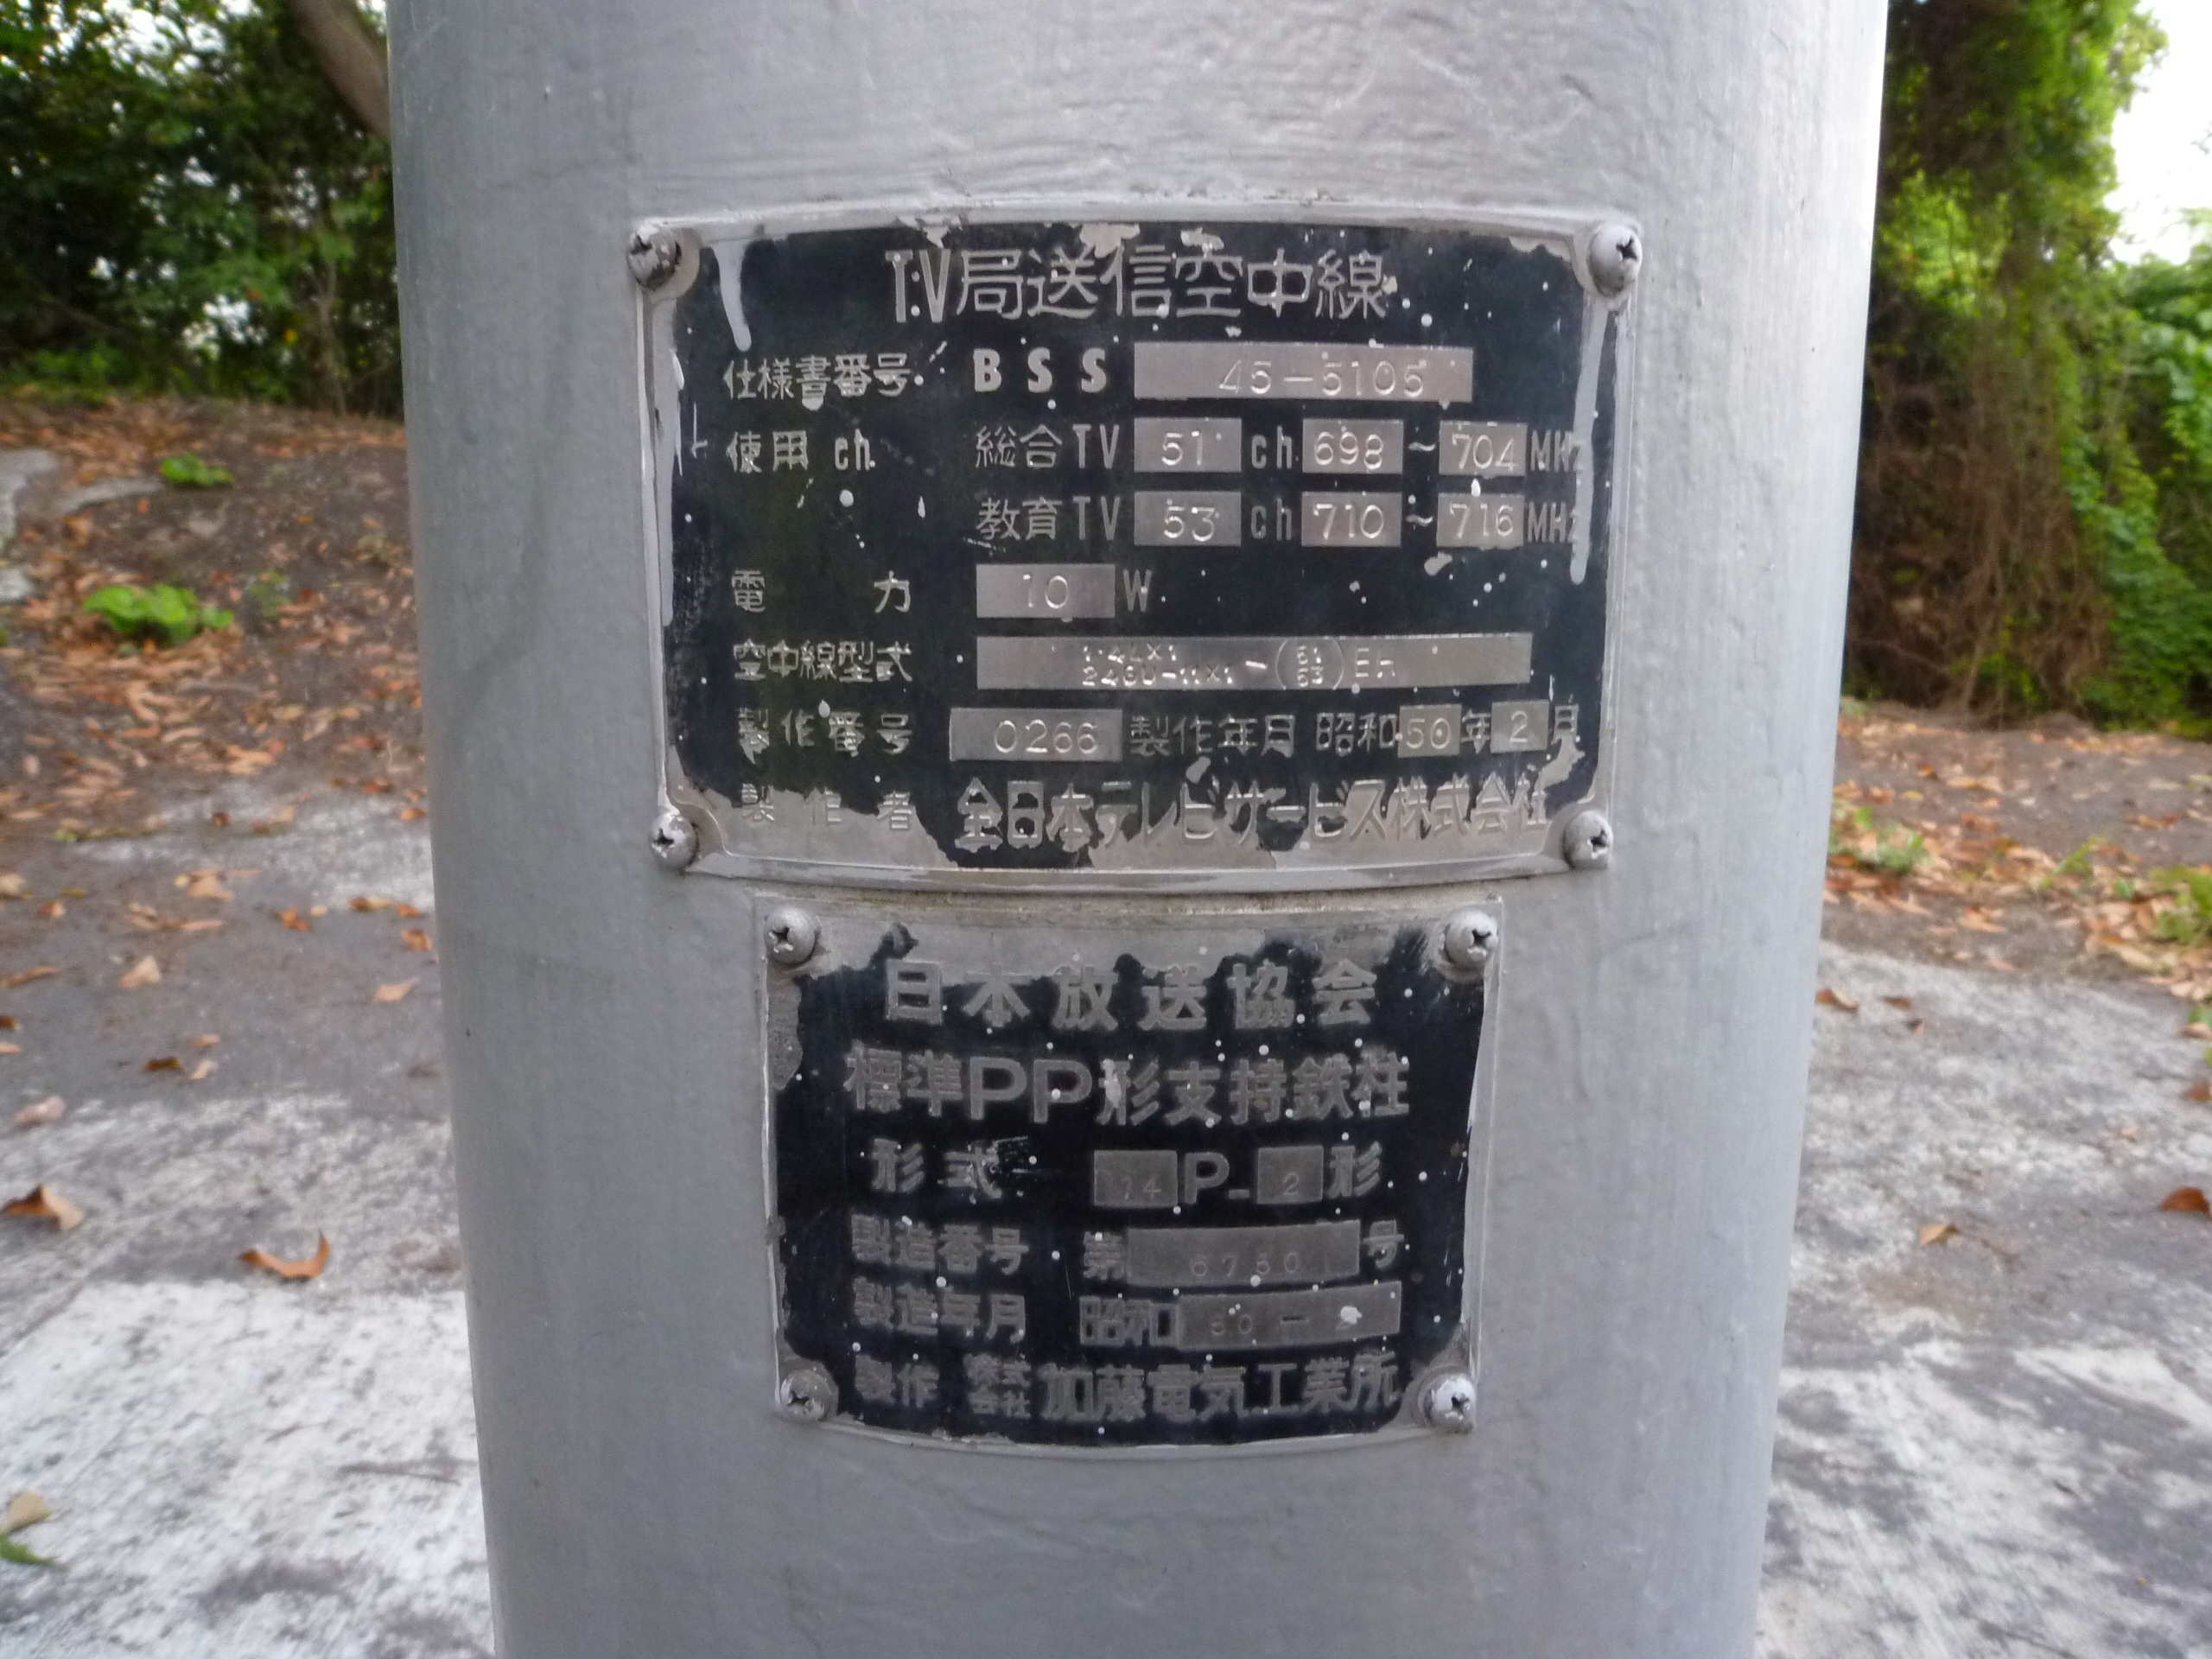 TV局送信空中線
仕様書番号 BSS 45-5105
使用ch 総合TV 51 ch 698 ~ 704 MHz
教育TV 53 ch 710 ~ 716 MHz
電力 10 W
空中線型式
製作番号 0266 製作年月 昭和50年2月
製作者 全日本テレビサービス株式会社
日本放送協会
標準PP形支持鉄柱
形式 14P-2形
製造番号 第 6750 号
製造年月 昭和 50 -
製作 株式会社 加藤電気工業所